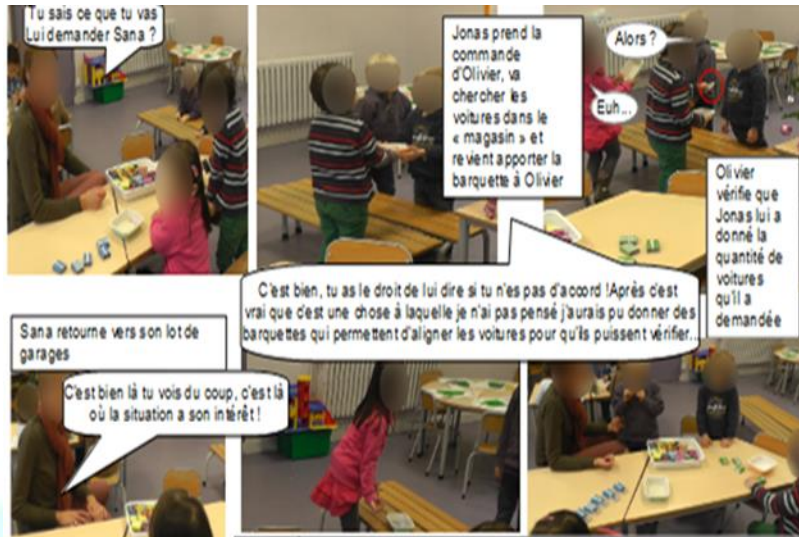 Tu sais ce que tu vas
Lui demander Sana ?
Jonas prend la
commande
d'Olivier, va
chercher les
voitures dans le
« magasin » et
revient apporter la
barquette à Olivier
Alors ?
Euh...
Olivier
vérifie que
Jonas lui a
donné la
quantité de
voitures
qu'il a
demandée
C'est bien, tu as le droit de lui dire si tu n'es pas d'accord !Après c'est
vrai que c'est une chose à laquelle je n'ai pas pensé j'aurais pu donner des
barquettes qui permettent d'aligner les voitures pour qu'ils puissent vérifier...
Sana retourne vers son lot de
garages
C'est bien là tu vois du coup, c'est là
où la situation a son intérêt !